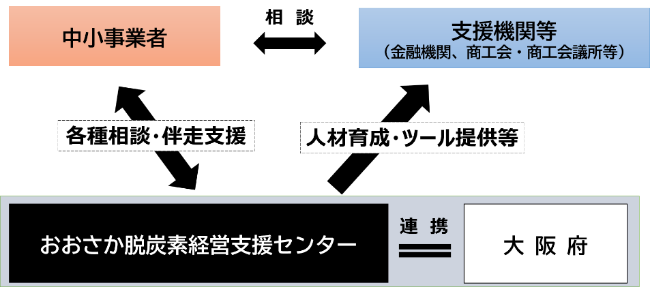 相 談
中小事業者
支援機関等
（金融機関、商工会・商工会議所等）
各種相談・伴走支援
人材育成・ツール提供等
おおさか脱炭素経営支援センター
連 携
大 阪 府